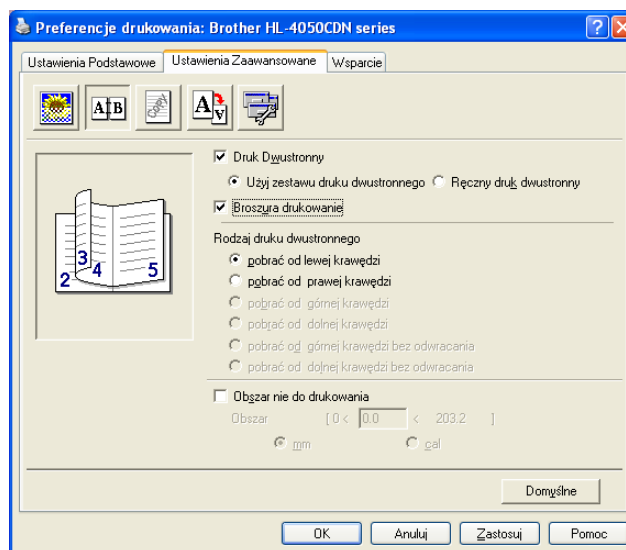 Preferencje drukowania: Brother HL-4050CDN series
Ustawienia Podstawowe Ustawienia Zaawansowane Wsparcie
Druk Dwustronny
Użyj zestawu druku dwustronnego Ręczny druk dwustronny
Broszura drukowanie
Rodzaj druku dwustronnego
pobrać od lewej krawędzi
pobrać od prawej krawędzi
pobrać od górnej krawędzi
pobrać od dolnej krawędzi
pobrać od górnej krawędzi bez odwracania
pobrać od dolnej krawędzi bez odwracania
2 3 4 5
Obszar nie do drukowania
Obszar [ 0 < 0.0 < 203.2 ]
mm cal
Domyślne
OK Anuluj Zastosuj Pomoc